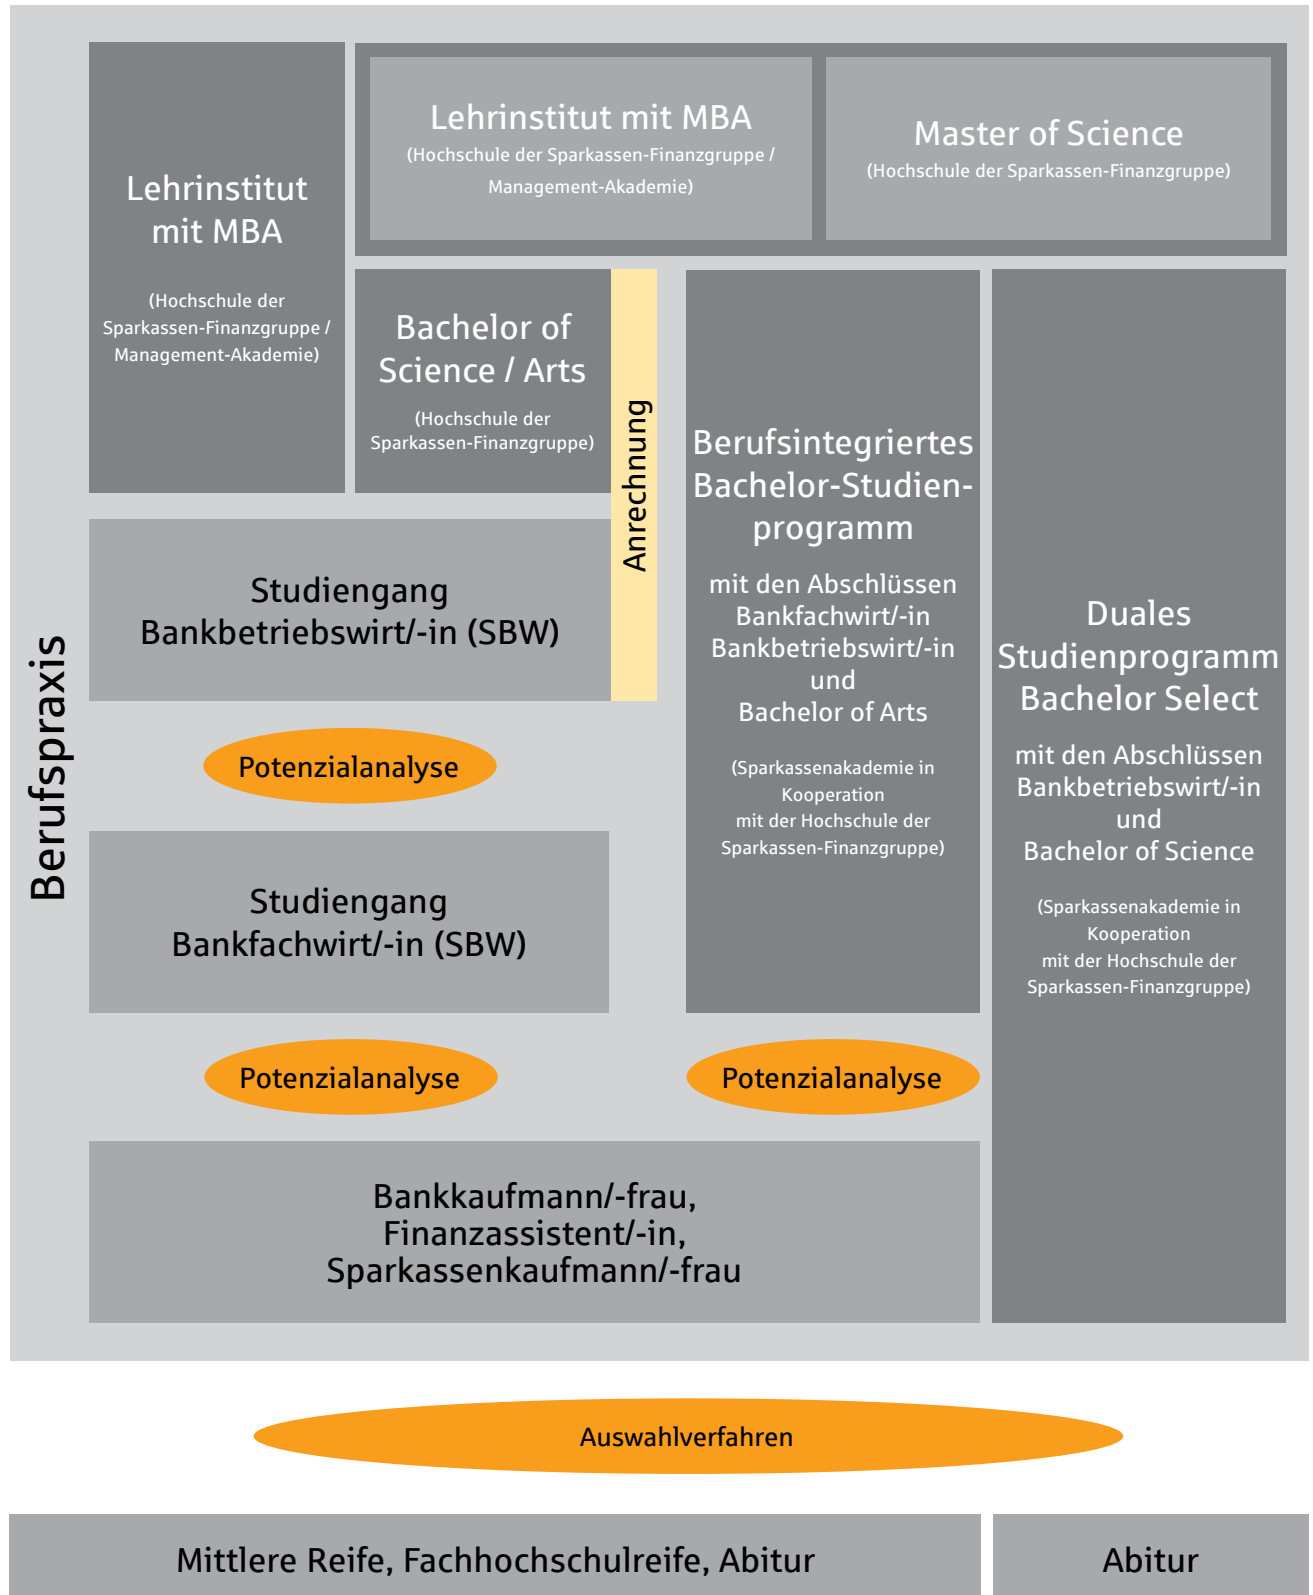 Lehrinstitut
mit MBA
(Hochschule der
Sparkassen-Finanzgruppe /
Management-Akademie)
Lehrinstitut mit MBA
(Hochschule der Sparkassen-Finanzgruppe /
Management-Akademie)
Master of Science
(Hochschule der Sparkassen-Finanzgruppe)
Bachelor of
Science / Arts
(Hochschule der
Sparkassen-Finanzgruppe)
Anrechnung
Berufsintegriertes
Bachelor-Studien-
programm
mit den Abschlüssen
Bankfachwirt/-in
Bankbetriebswirt/-in
und
Bachelor of Arts
(Sparkassenakademie in
Kooperation
mit der Hochschule der
Sparkassen-Finanzgruppe)
Duales
Studienprogramm
Bachelor Select
mit den Abschlüssen
Bankbetriebswirt/-in
und
Bachelor of Science
(Sparkassenakademie in
Kooperation
mit der Hochschule der
Sparkassen-Finanzgruppe)
Berufspraxis
Studiengang
Bankbetriebswirt/-in (SBW)
Potenzialanalyse
Studiengang
Bankfachwirt/-in (SBW)
Potenzialanalyse
Potenzialanalyse
Bankkaufmann/-frau,
Finanzassistent/-in,
Sparkassenkaufmann/-frau
Auswahlverfahren
Mittlere Reife, Fachhochschulreife, Abitur
Abitur